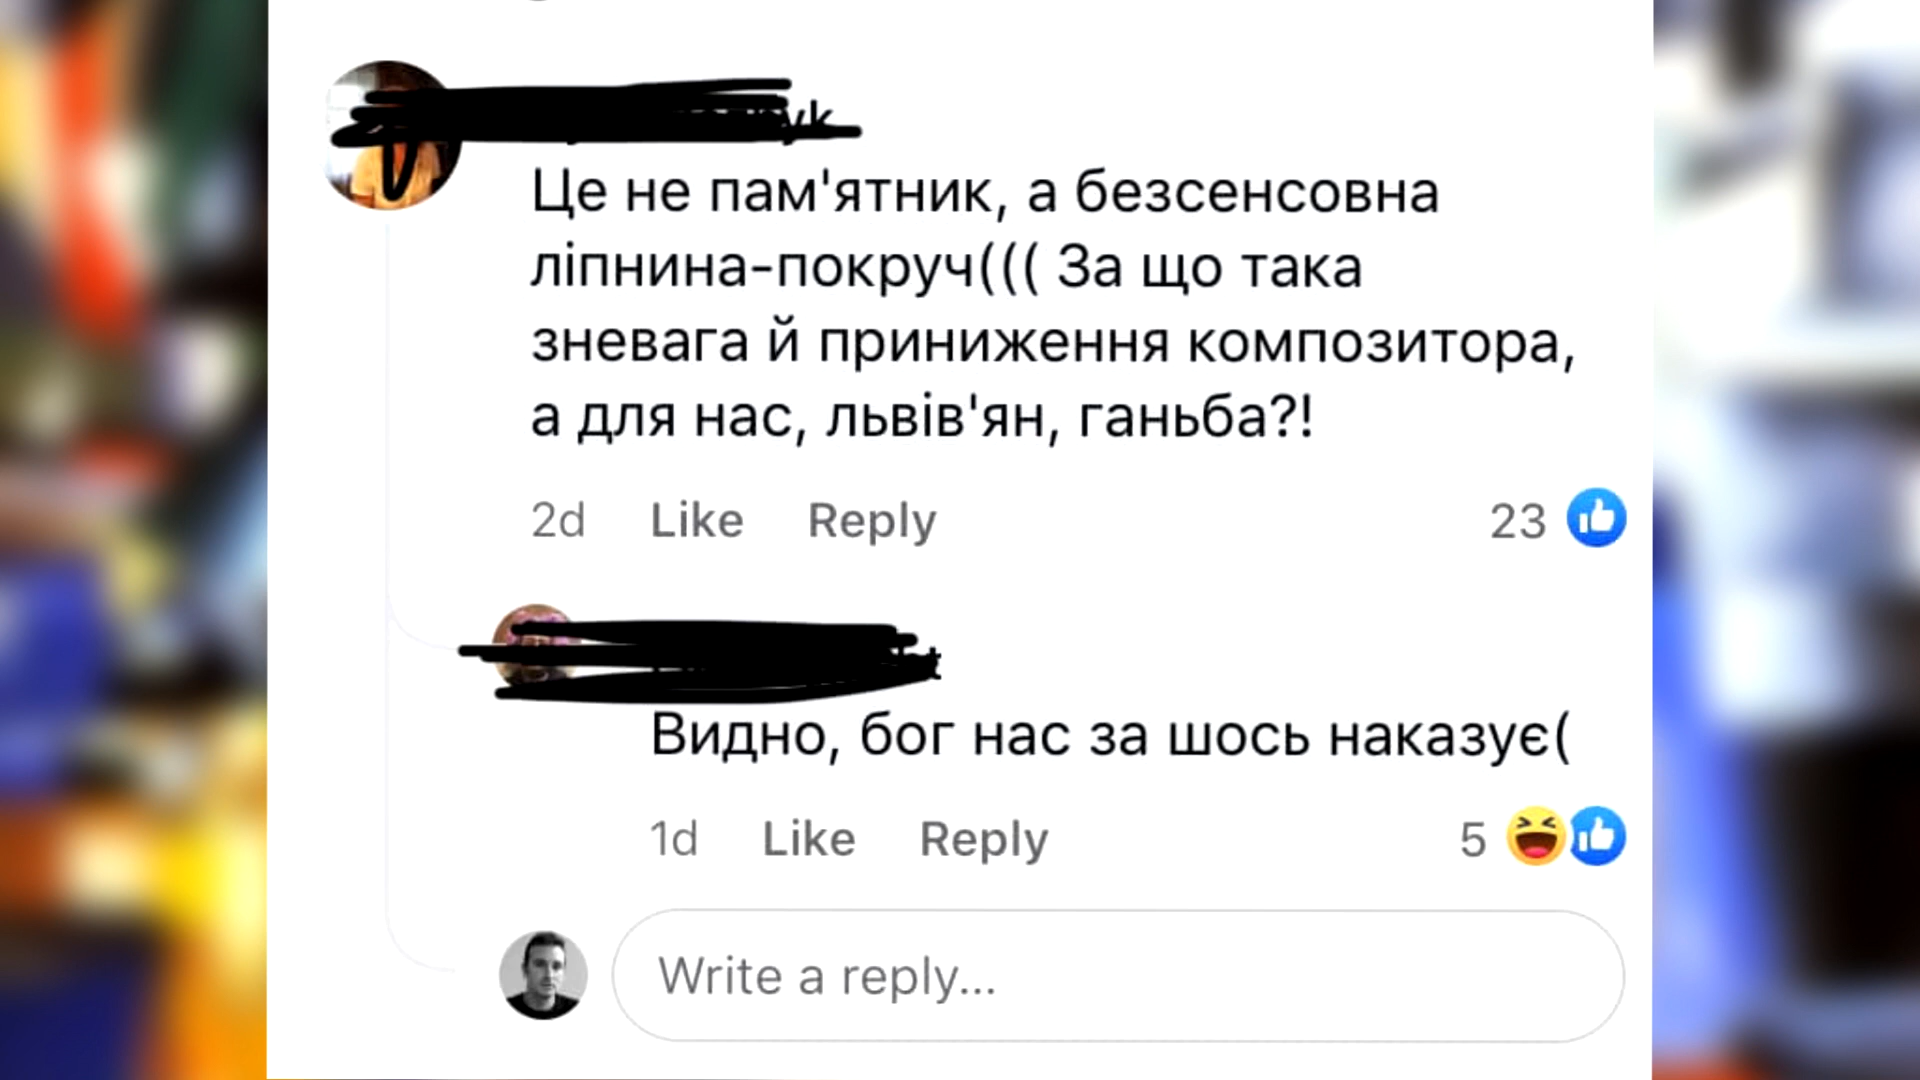 Це не пам'ятник, а безсенсовна
ліпнина-покруч((( За що така
зневага й приниження композитора,
а для нас, львів'ян, ганьба?!
2d Like Reply 23
Видно, бог нас за шось наказує(
1d Like Reply 5
Write a reply...